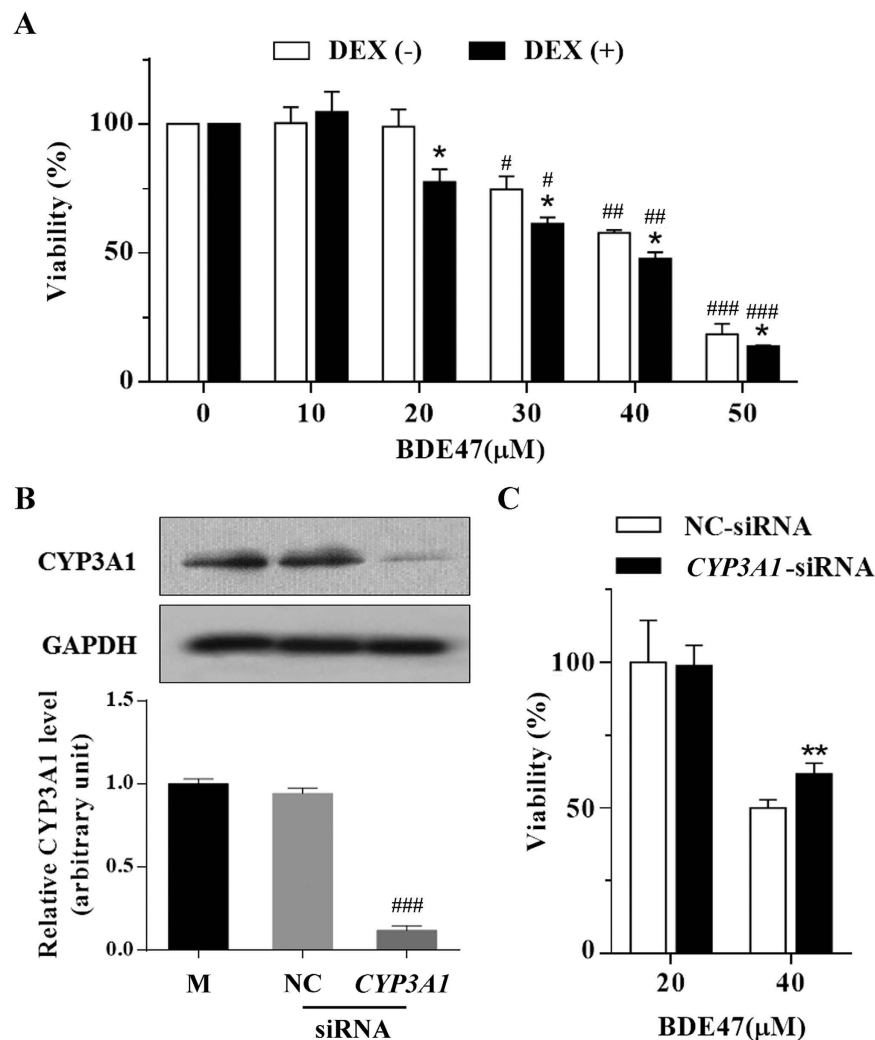 A
DEX (-) DEX (+)
Viability (%)
100
50
0
*
#
#
*
##
##
*
###
###
*
0 10 20 30 40 50
BDE47(μM)
B
CYP3A1
GAPDH
Relative CYP3A1 level
(arbitrary unit)
1.5
1.0
0.5
0.0
###
M NC CYP3A1
siRNA
C
NC-siRNA
CYP3A1-siRNA
Viability (%)
100
50
0
**
20 40
BDE47(μM)